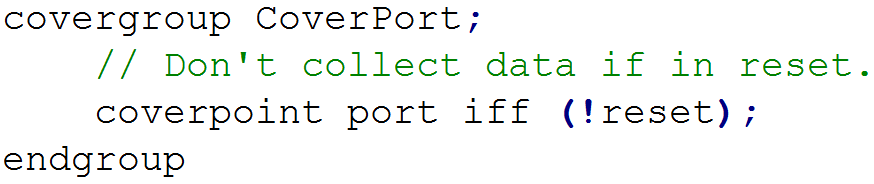 covergroup CoverPort;
    // Don't collect data if in reset.
    coverpoint port iff (!reset);
endgroup